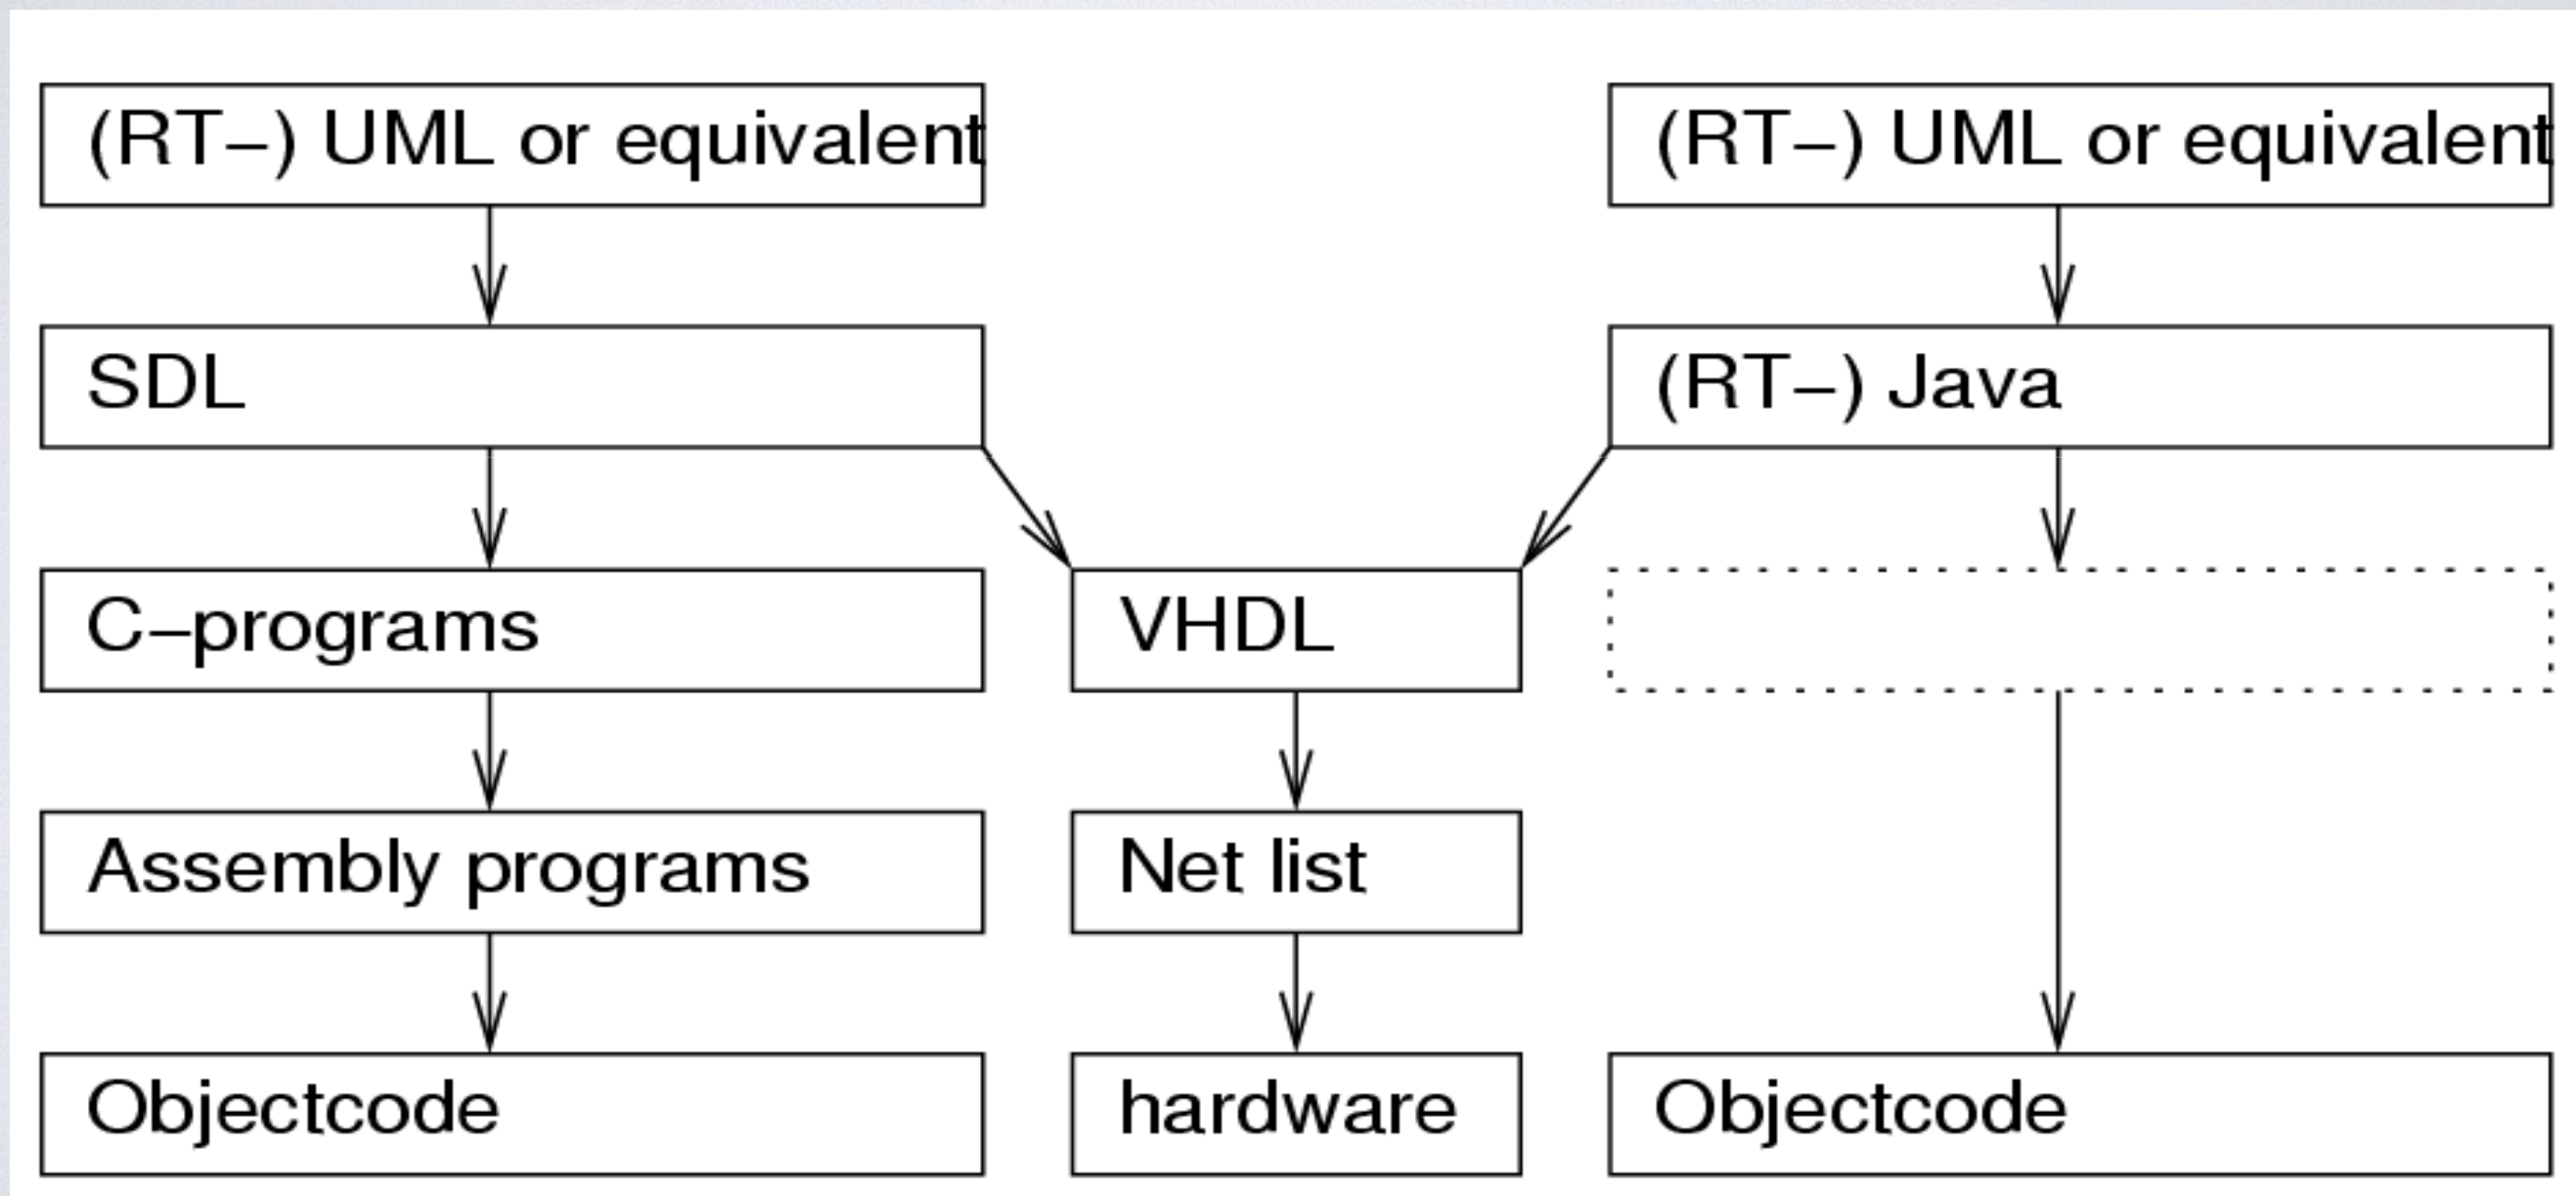 (RT–) UML or equivalent
(RT–) UML or equivalent
SDL
(RT–) Java
C–programs
VHDL
Assembly programs
Net list
Objectcode
hardware
Objectcode